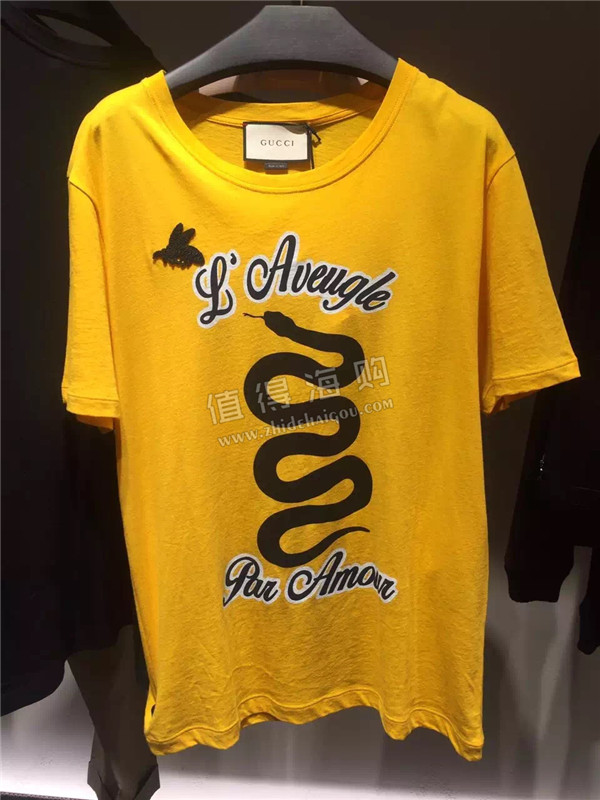 GUCCI
L' Aveugle
值得海购
www.zhidehaigou.com
Par Amour